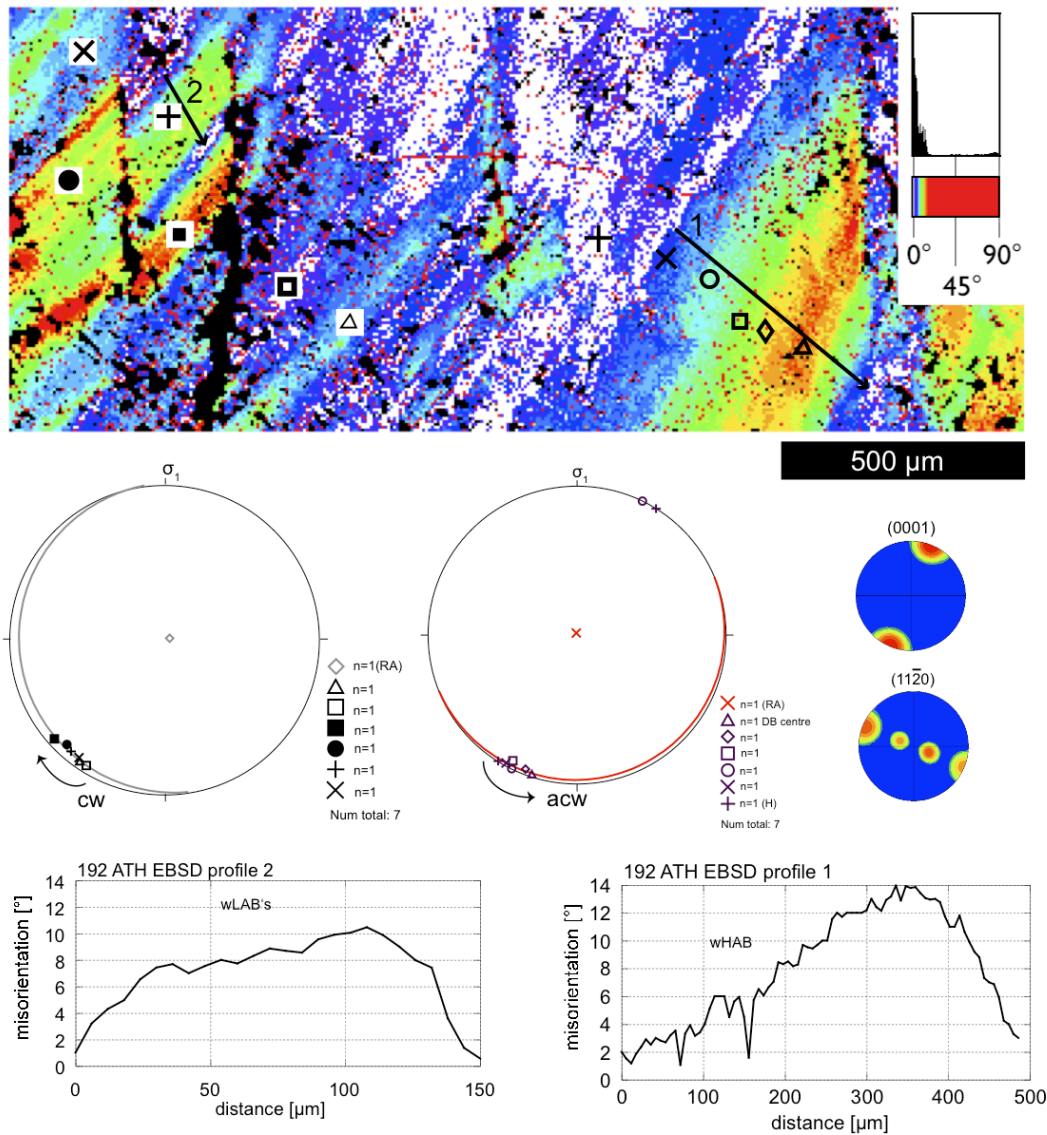 2
1
0° 90°
45°
500 µm
σ1
n=1(RA)
n=1
n=1
n=1
n=1
n=1
n=1
Num total: 7
cw
σ1
n=1 (RA)
n=1 DB centre
n=1
n=1
n=1
n=1
n=1 (H)
Num total: 7
acw
(0001)
(112̄0)
192 ATH EBSD profile 2
wLAB's
misorientation [°]
14
12
10
8
6
4
2
0
0 50 100 150
distance [µm]
192 ATH EBSD profile 1
wHAB
misorientation [°]
14
12
10
8
6
4
2
0
0 100 200 300 400 500
distance [µm]